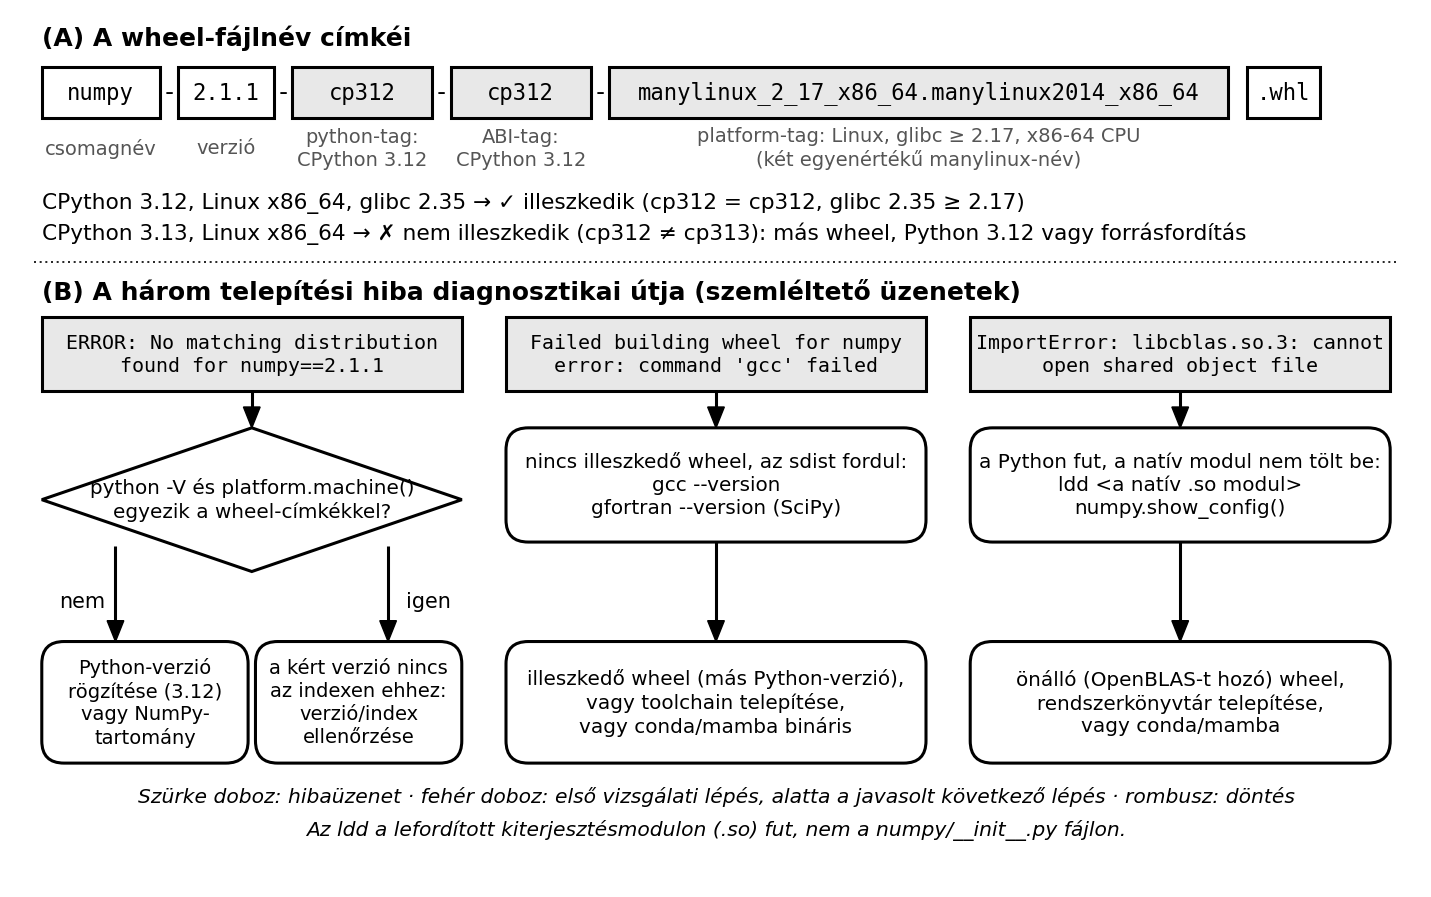 (A) A wheel-fájlnév címkéi
numpy - 2.1.1 - cp312 - cp312 - manylinux_2_17_x86_64.manylinux2014_x86_64 .whl
csomagnév
verzió
python-tag:
CPython 3.12
ABI-tag:
CPython 3.12
platform-tag: Linux, glibc ≥ 2.17, x86-64 CPU
(két egyenértékű manylinux-név)
CPython 3.12, Linux x86_64, glibc 2.35 → ✓ illeszkedik (cp312 = cp312, glibc 2.35 ≥ 2.17)
CPython 3.13, Linux x86_64 → ✗ nem illeszkedik (cp312 ≠ cp313): más wheel, Python 3.12 vagy forrásfordítás
(B) A három telepítési hiba diagnosztikai útja (szemléltető üzenetek)
ERROR: No matching distribution
found for numpy==2.1.1
python -V és platform.machine()
egyezik a wheel-címkékkel?
nem
igen
Python-verzió
rögzítése (3.12)
vagy NumPy-
tartomány
a kért verzió nincs
az indexen ehhez:
verzió/index
ellenőrzése
Failed building wheel for numpy
error: command 'gcc' failed
nincs illeszkedő wheel, az sdist fordul:
gcc --version
gfortran --version (SciPy)
illeszkedő wheel (más Python-verzió),
vagy toolchain telepítése,
vagy conda/mamba bináris
ImportError: libcblas.so.3: cannot
open shared object file
a Python fut, a natív modul nem tölt be:
ldd <a natív .so modul>
numpy.show_config()
önálló (OpenBLAS-t hozó) wheel,
rendszerkönyvtár telepítése,
vagy conda/mamba
Szürke doboz: hibaüzenet · fehér doboz: első vizsgálati lépés, alatta a javasolt következő lépés · rombusz: döntés
Az ldd a lefordított kiterjesztésmodulon (.so) fut, nem a numpy/__init__.py fájlon.